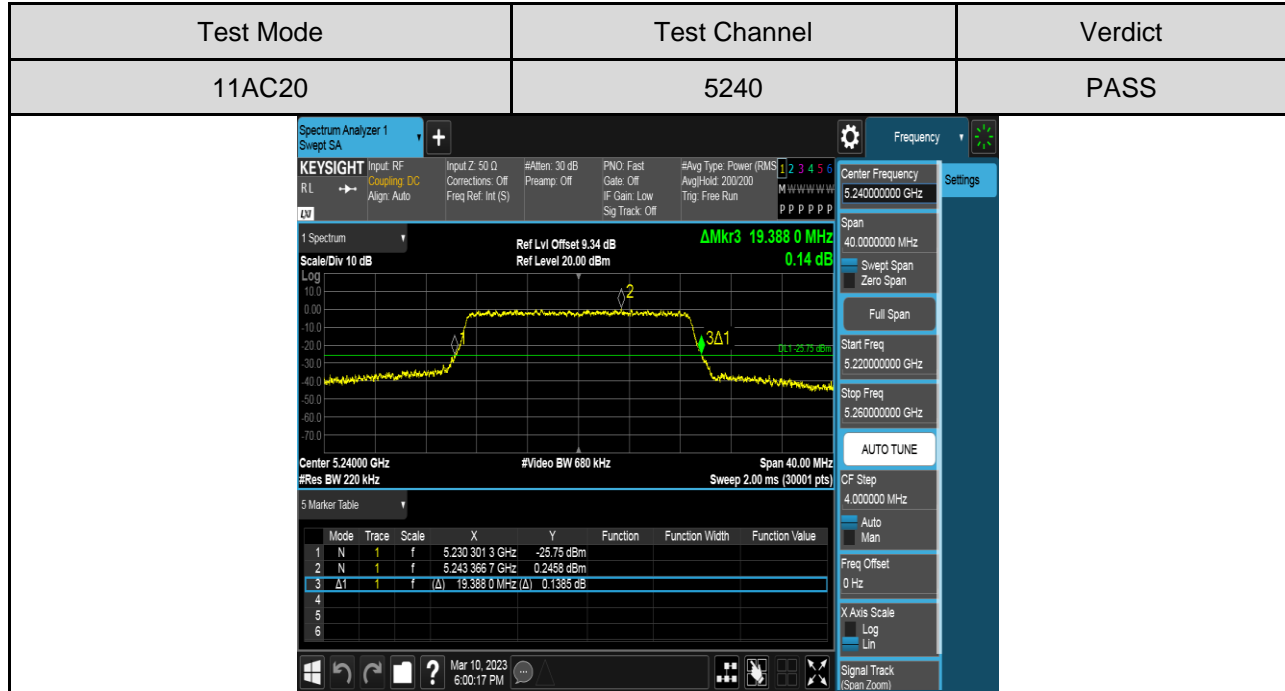 Test Mode Test Channel Verdict
11AC20 5240 PASS
Spectrum Analyzer 1
Swept SA
+
Frequency
KEYSIGHT Input: RF Input Z: 50 Ω #Atten: 30 dB PNO: Fast #Avg Type: Power (RMS 1 2 3 4 5 6
RL Coupling: DC Corrections: Off Preamp: Off Gate: Off Avg|Hold: 200/200 M W W W W W
Align: Auto Freq Ref: Int (S) IF Gain: Low Trig: Free Run
LXI Sig Track: Off P P P P P P
1 Spectrum
Ref Lvl Offset 9.34 dB ΔMkr3 19.388 0 MHz
Scale/Div 10 dB Ref Level 20.00 dBm 0.14 dB
Log
10.0
0.00
-10.0
-20.0
-30.0
-40.0
-50.0
-60.0
-70.0
1
2
3Δ1
DL1 -25.75 dBm
Center 5.24000 GHz #Video BW 680 kHz Span 40.00 MHz
#Res BW 220 kHz Sweep 2.00 ms (30001 pts)
5 Marker Table
Mode Trace Scale X Y Function Function Width Function Value
1 N 1 f 5.230 301 3 GHz -25.75 dBm
2 N 1 f 5.243 366 7 GHz 0.2458 dBm
3 Δ1 1 f (Δ) 19.388 0 MHz (Δ) 0.1385 dB
4
5
6
Mar 10, 2023
6:00:17 PM
?
Settings
Center Frequency
5.240000000 GHz
Span
40.0000000 MHz
Swept Span
Zero Span
Full Span
Start Freq
5.220000000 GHz
Stop Freq
5.260000000 GHz
AUTO TUNE
CF Step
4.000000 MHz
Auto
Man
Freq Offset
0 Hz
X Axis Scale
Log
Lin
Signal Track
(Span Zoom)